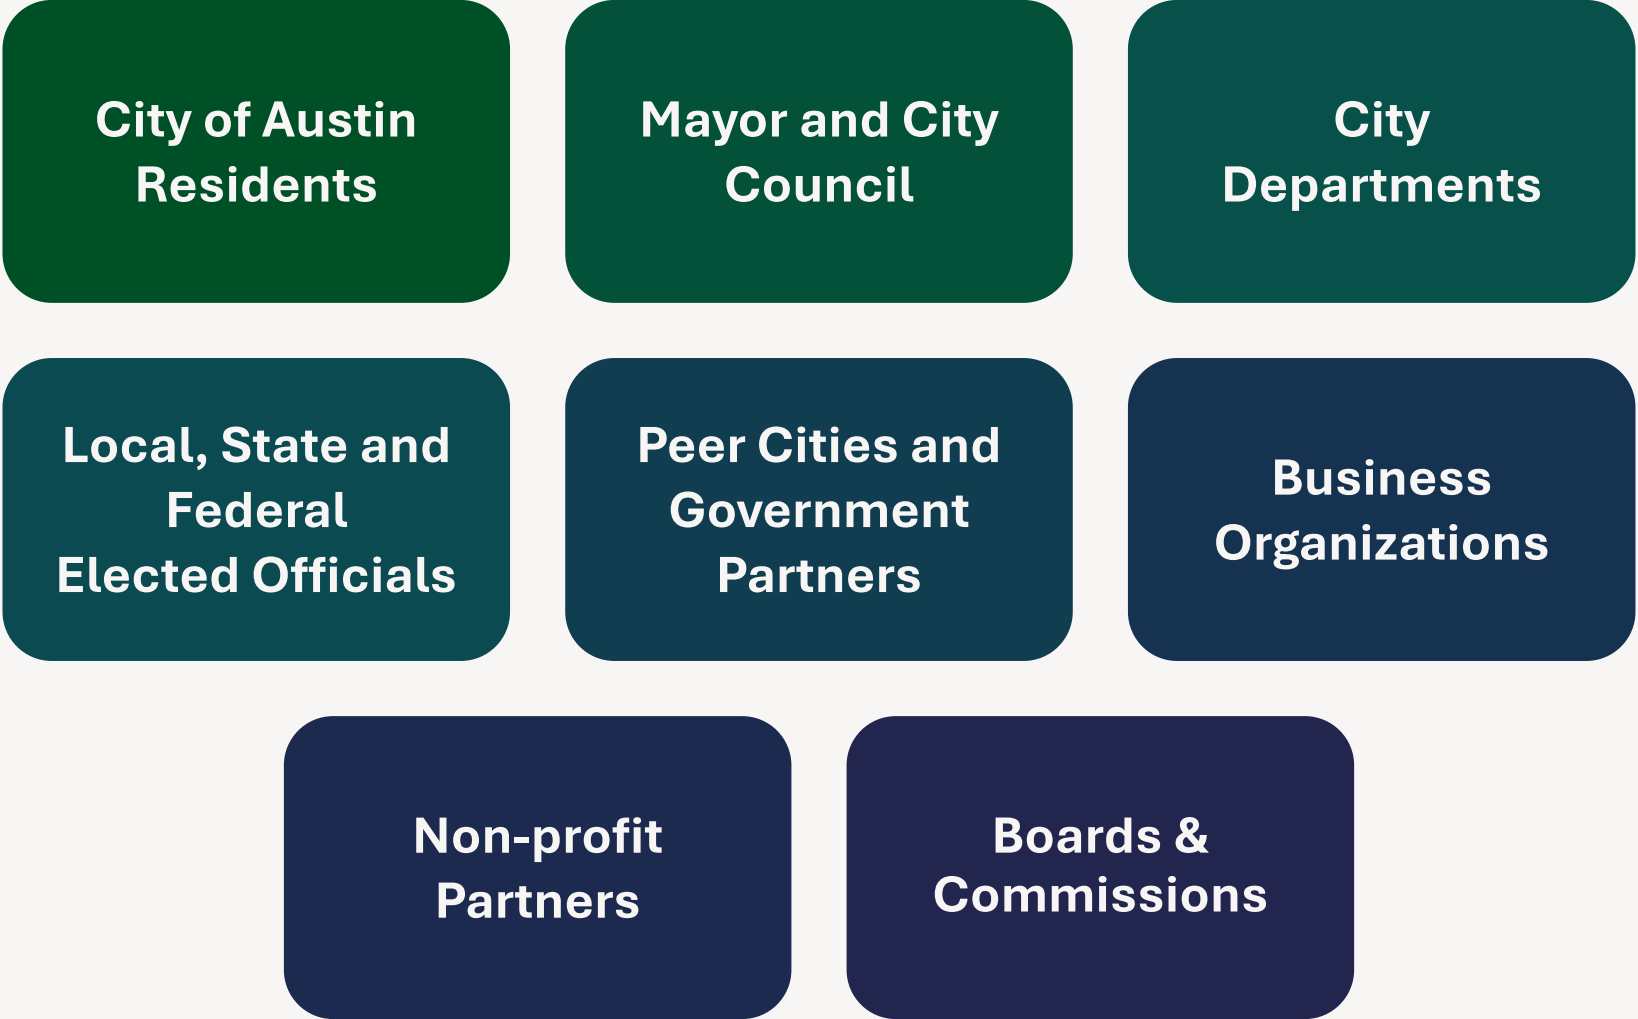 City of Austin
Residents
Mayor and City
Council
City
Departments
Local, State and
Federal
Elected Officials
Peer Cities and
Government
Partners
Business
Organizations
Non-profit
Partners
Boards &
Commissions